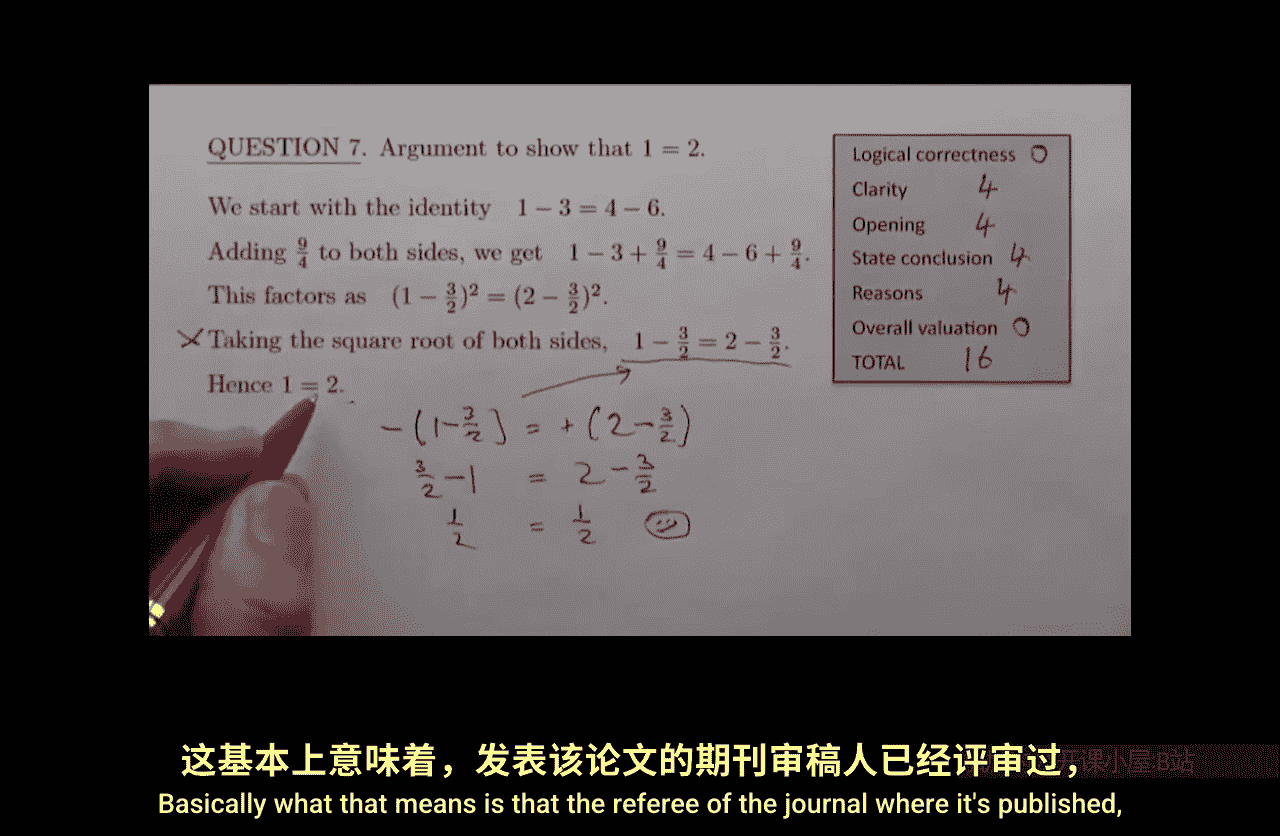 QUESTION 7. Argument to show that 1 = 2.
We start with the identity 1 − 3 = 4 − 6.
Adding 9/4 to both sides, we get 1 − 3 + 9/4 = 4 − 6 + 9/4.
This factors as (1 − 3/2)² = (2 − 3/2)².
✗ Taking the square root of both sides, 1 − 3/2 = 2 − 3/2.
Hence 1 = 2.
−(1 − 3/2) = +(2 − 3/2)
3/2 − 1 = 2 − 3/2
1/2 = 1/2
Logical correctness 0
Clarity 4
Opening 4
State conclusion 4
Reasons 4
Overall valuation 0
TOTAL 16
这基本上意味着，发表该论文的期刊审稿人已经评审过，
开课小屋 B站
Basically what that means is that the referee of the journal where it's published,